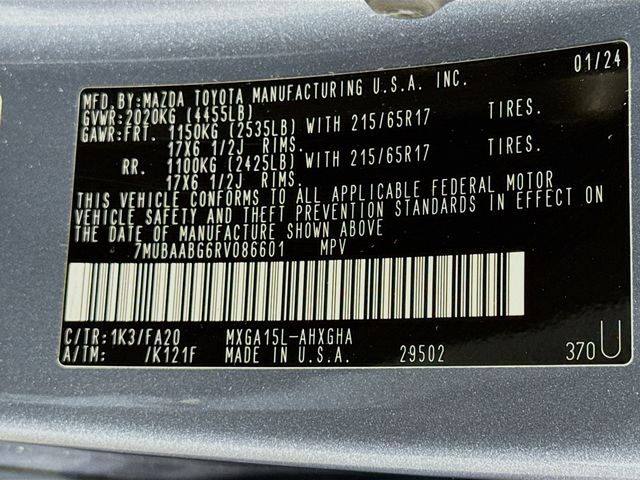 01/24
MFD.BY:MAZDA TOYOTA MANUFACTURING U.S.A. INC.
GVWR:2020KG (4455LB)
GAWR:FRT. 1150KG (2535LB) WITH 215/65R17 TIRES.
17X6 1/2J RIMS.
RR. 1100KG (2425LB) WITH 215/65R17 TIRES.
17X6 1/2J RIMS.
THIS VEHICLE CONFORMS TO ALL APPLICABLE FEDERAL MOTOR
VEHICLE SAFETY AND THEFT PREVENTION STANDARDS IN EFFECT ON
THE DATE OF MANUFACTURE SHOWN ABOVE
7MUBAABG6RV086601 MPV
C/TR:1K3/FA20 MXGA15L-AHXGHA
A/TM: /K121F MADE IN U.S.A. 29502 370U